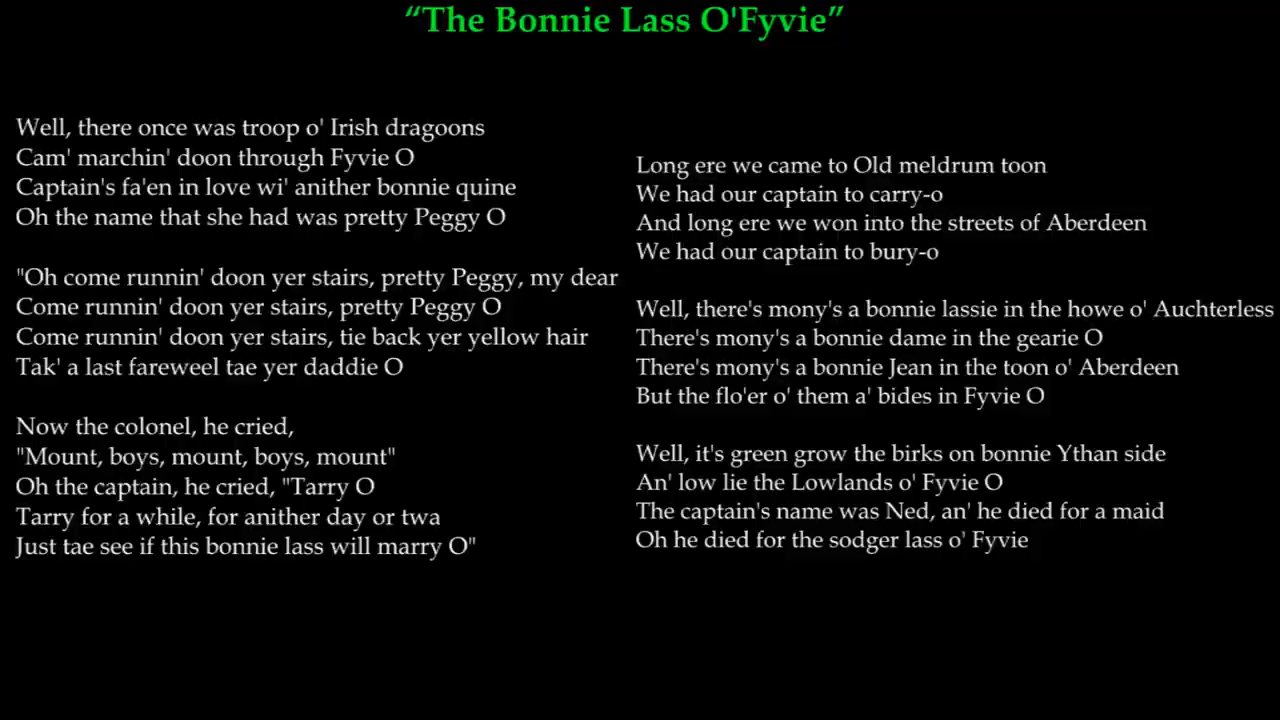 “The Bonnie Lass O'Fyvie”
Well, there once was troop o' Irish dragoons
Cam' marchin' doon through Fyvie O
Captain's fa'en in love wi' anither bonnie quine
Oh the name that she had was pretty Peggy O
"Oh come runnin' doon yer stairs, pretty Peggy, my dear
Come runnin' doon yer stairs, pretty Peggy O
Come runnin' doon yer stairs, tie back yer yellow hair
Tak' a last fareweel tae yer daddie O
Now the colonel, he cried,
"Mount, boys, mount, boys, mount"
Oh the captain, he cried, "Tarry O
Tarry for a while, for anither day or twa
Just tae see if this bonnie lass will marry O"
Long ere we came to Old meldrum toon
We had our captain to carry-o
And long ere we won into the streets of Aberdeen
We had our captain to bury-o
Well, there's mony's a bonnie lassie in the howe o' Auchterless
There's mony's a bonnie dame in the gearie O
There's mony's a bonnie Jean in the toon o' Aberdeen
But the flo'er o' them a' bides in Fyvie O
Well, it's green grow the birks on bonnie Ythan side
An' low lie the Lowlands o' Fyvie O
The captain's name was Ned, an' he died for a maid
Oh he died for the sodger lass o' Fyvie